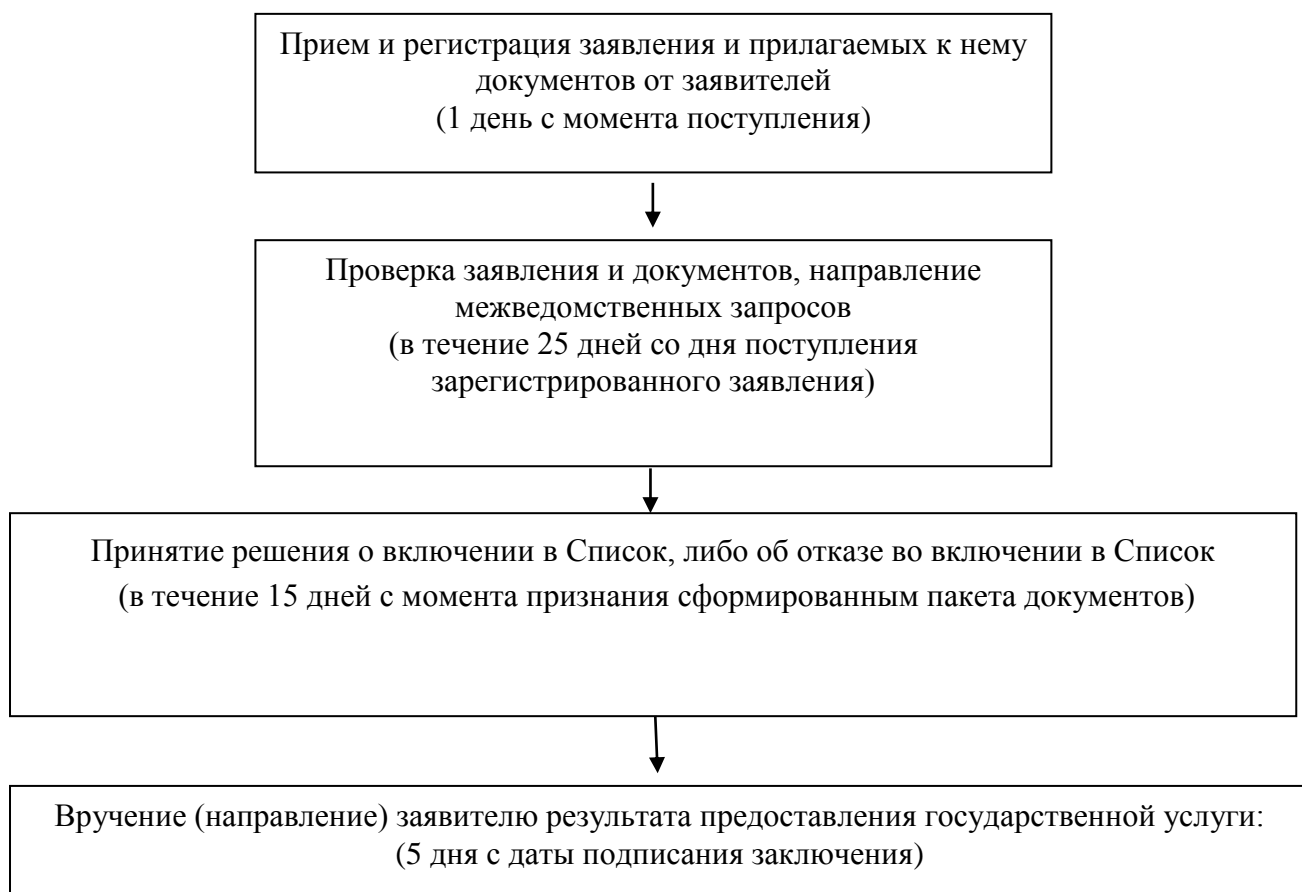 Прием и регистрация заявления и прилагаемых к нему
документов от заявителей
(1 день с момента поступления)
Проверка заявления и документов, направление
межведомственных запросов
(в течение 25 дней со дня поступления
зарегистрированного заявления)
Принятие решения о включении в Список, либо об отказе во включении в Список
(в течение 15 дней с момента признания сформированным пакета документов)
Вручение (направление) заявителю результата предоставления государственной услуги:
(5 дня с даты подписания заключения)